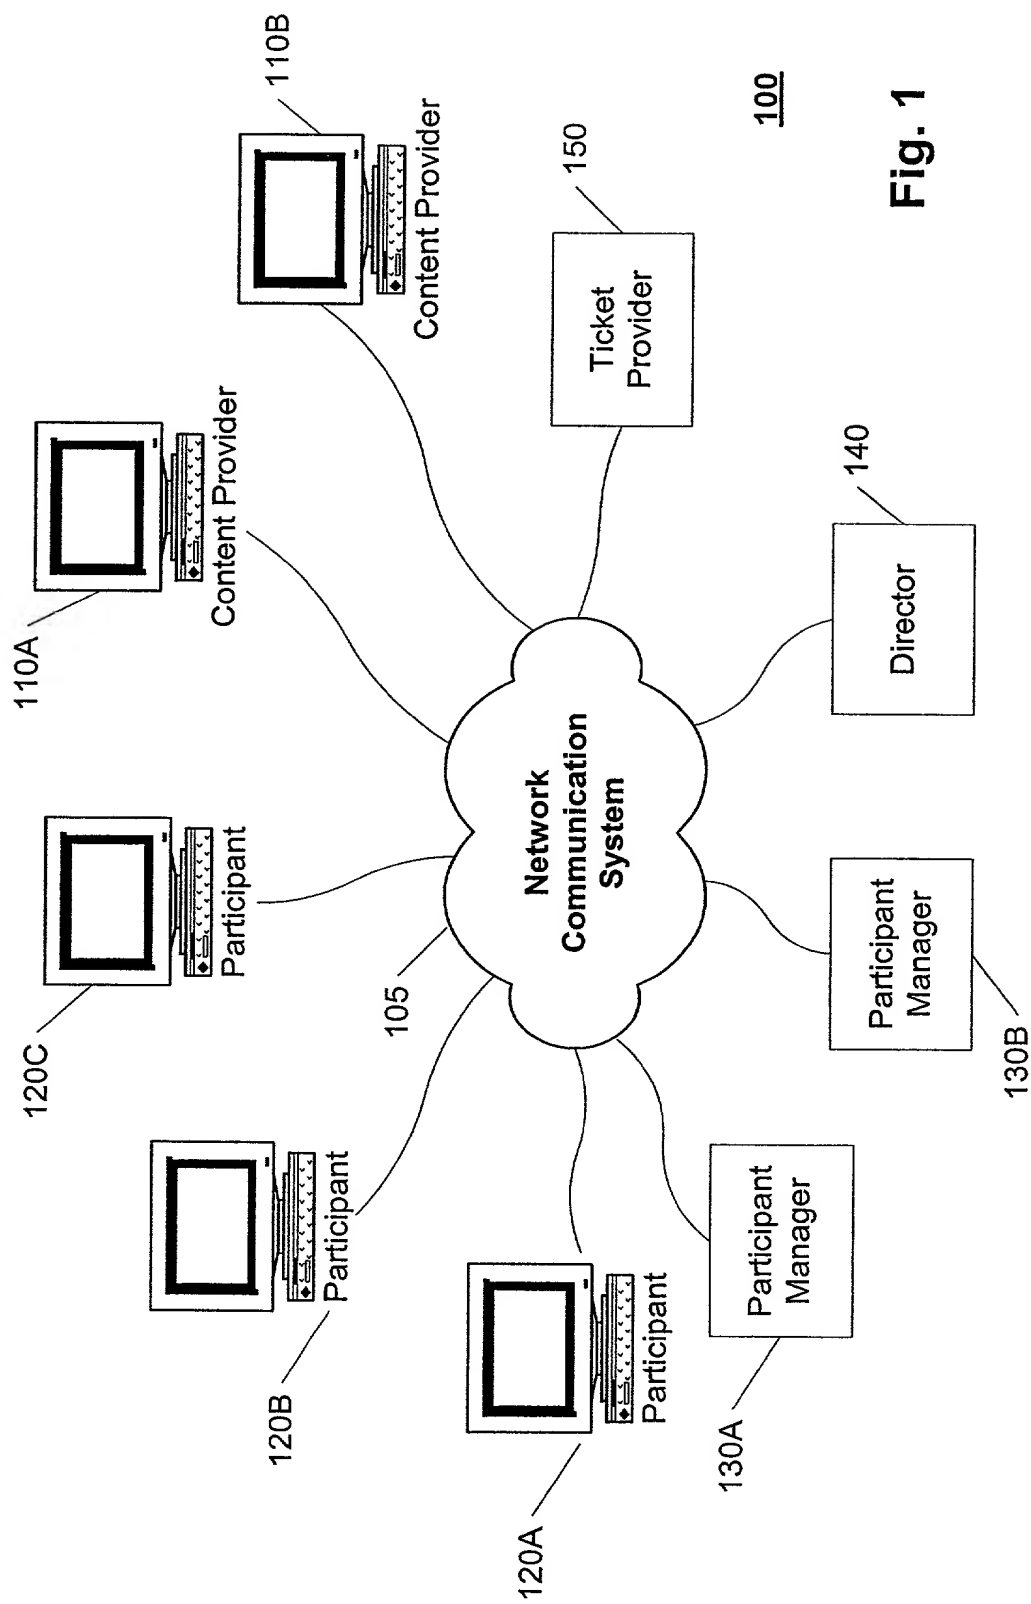 120C
Participant
110A
Content Provider
110B
Content Provider
120B
Participant
105
120A
Participant
Network
Communication
System
150
Ticket
Provider
130A
Participant
Manager
130B
Participant
Manager
140
Director
100
Fig. 1